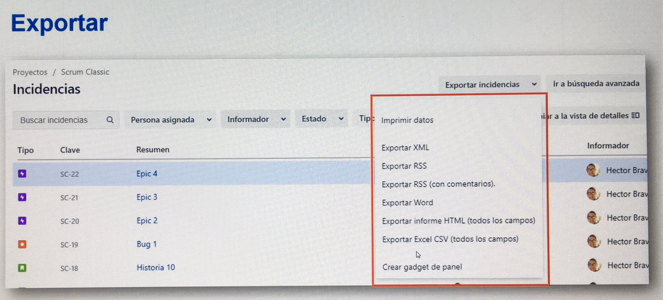 Exportar
Proyectos / Scrum Classic
Incidencias
Exportar incidencias
Ir a búsqueda avanzada
Buscar incidencias
Persona asignada
Informador
Estado
Tipo
ar a la vista de detalles
Tipo Clave Resumen Informador
SC-22 Epic 4 Hector Brav
SC-21 Epic 3 Hector Brav
SC-20 Epic 2 Hector Brav
SC-19 Bug 1 Hector Brav
SC-18 Historia 10 Hector Brav
Imprimir datos
Exportar XML
Exportar RSS
Exportar RSS (con comentarios).
Exportar Word
Exportar informe HTML (todos los campos)
Exportar Excel CSV (todos los campos)
Crear gadget de panel